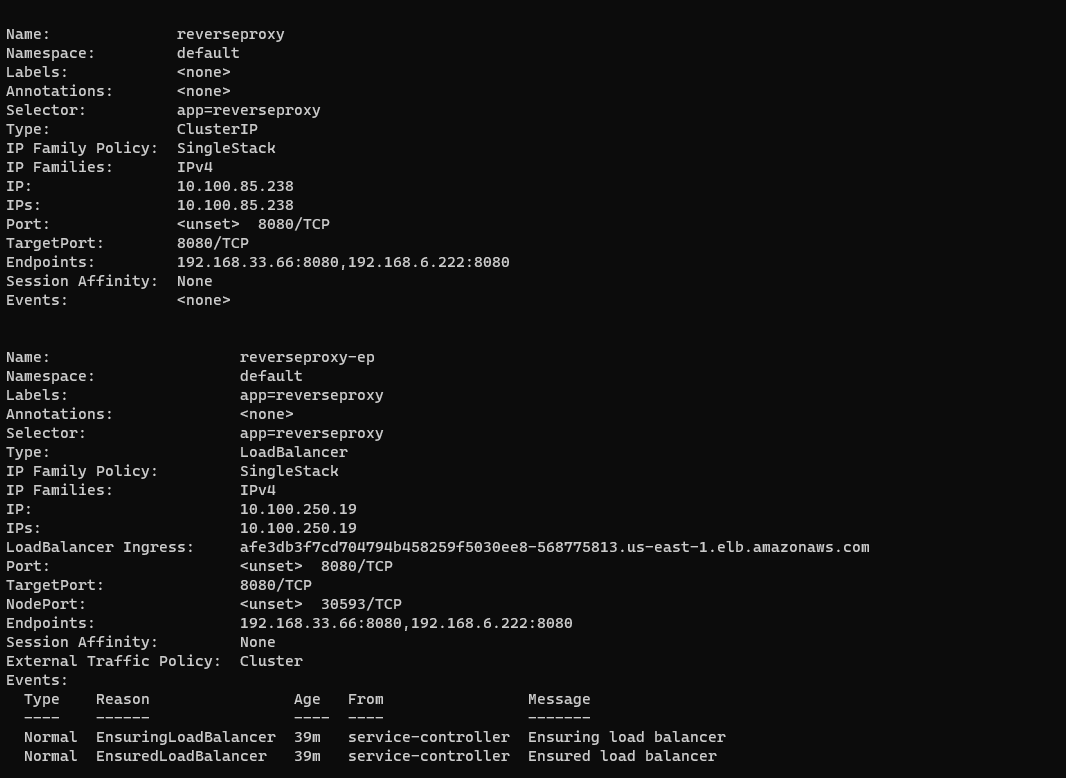 Name:              reverseproxy
Namespace:         default
Labels:            <none>
Annotations:       <none>
Selector:          app=reverseproxy
Type:              ClusterIP
IP Family Policy:  SingleStack
IP Families:       IPv4
IP:                10.100.85.238
IPs:               10.100.85.238
Port:              <unset>  8080/TCP
TargetPort:        8080/TCP
Endpoints:         192.168.33.66:8080,192.168.6.222:8080
Session Affinity:  None
Events:            <none>
Name:                     reverseproxy-ep
Namespace:                default
Labels:                   app=reverseproxy
Annotations:              <none>
Selector:                 app=reverseproxy
Type:                     LoadBalancer
IP Family Policy:         SingleStack
IP Families:              IPv4
IP:                       10.100.250.19
IPs:                      10.100.250.19
LoadBalancer Ingress:     afe3db3f7cd704794b458259f5030ee8-568775813.us-east-1.elb.amazonaws.com
Port:                     <unset>  8080/TCP
TargetPort:               8080/TCP
NodePort:                 <unset>  30593/TCP
Endpoints:                192.168.33.66:8080,192.168.6.222:8080
Session Affinity:         None
External Traffic Policy:  Cluster
Events:
  Type    Reason                Age   From                Message
  ----    ------                ----  ----                -------
  Normal  EnsuringLoadBalancer  39m   service-controller  Ensuring load balancer
  Normal  EnsuredLoadBalancer   39m   service-controller  Ensured load balancer